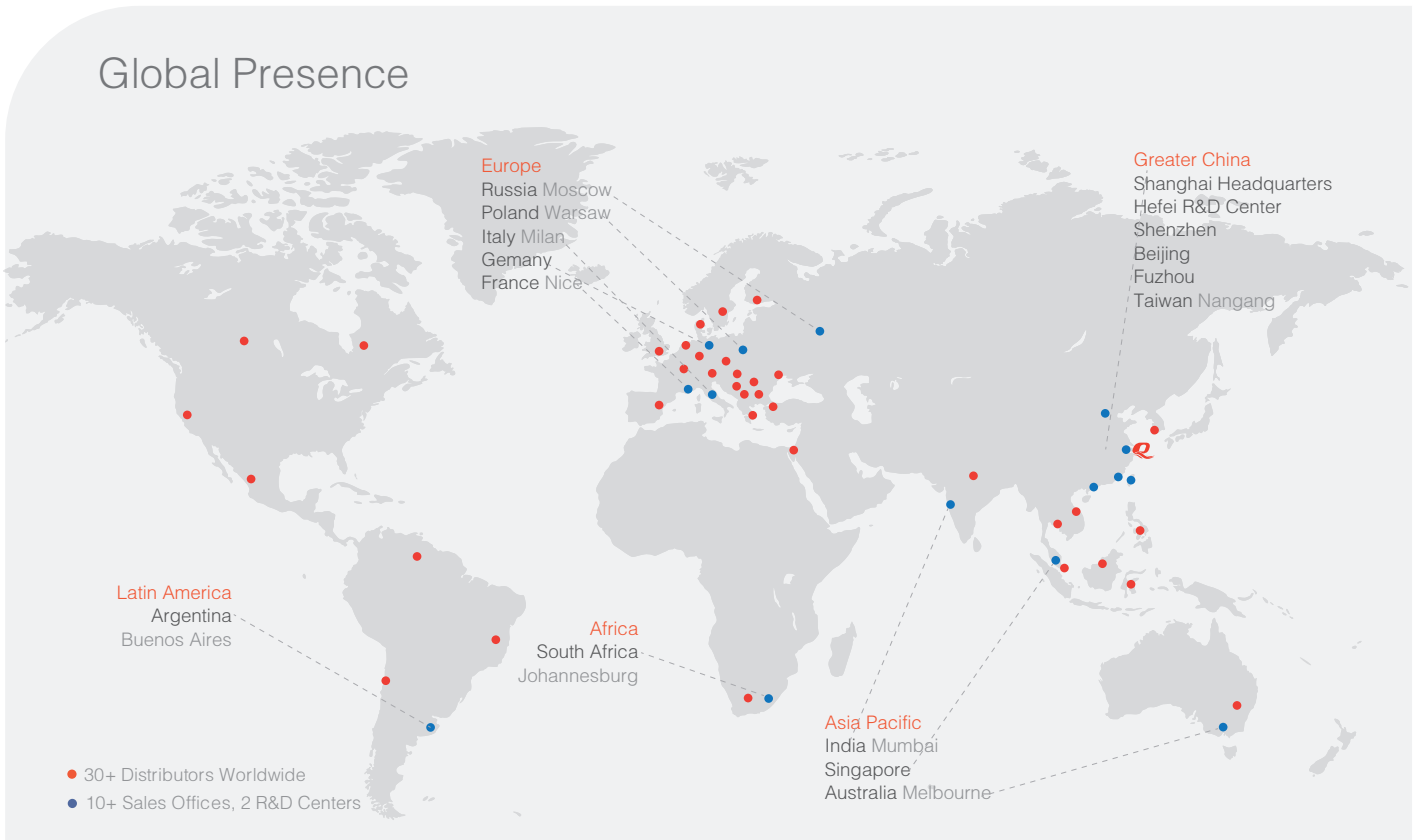 Global Presence
Europe
Russia Moscow
Poland Warsaw
Italy Milan
Gemany
France Nice
Greater China
Shanghai Headquarters
Hefei R&D Center
Shenzhen
Beijing
Fuzhou
Taiwan Nangang
Latin America
Argentina
Buenos Aires
Africa
South Africa
Johannesburg
Asia Pacific
India Mumbai
Singapore
Australia Melbourne
30+ Distributors Worldwide
10+ Sales Offices, 2 R&D Centers